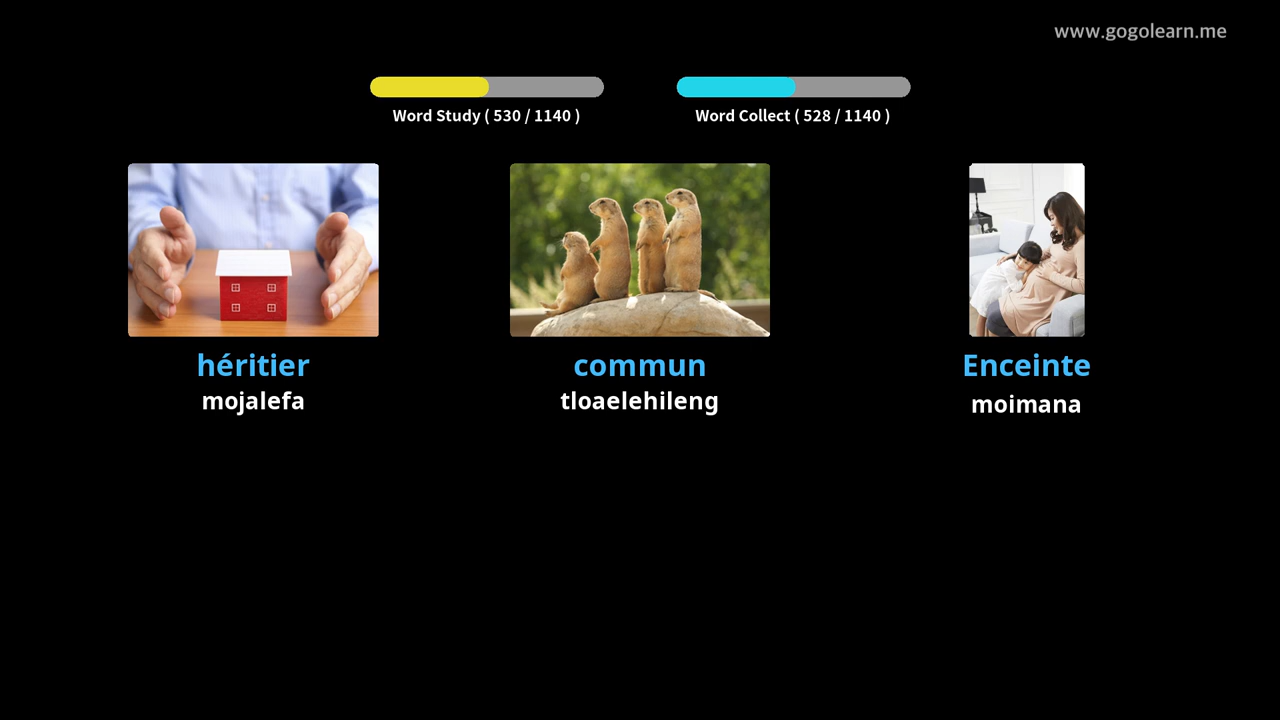 www.gogolearn.me
Word Study ( 530 / 1140 )
Word Collect ( 528 / 1140 )
héritier
mojalefa
commun
tloaelehileng
Enceinte
moimana